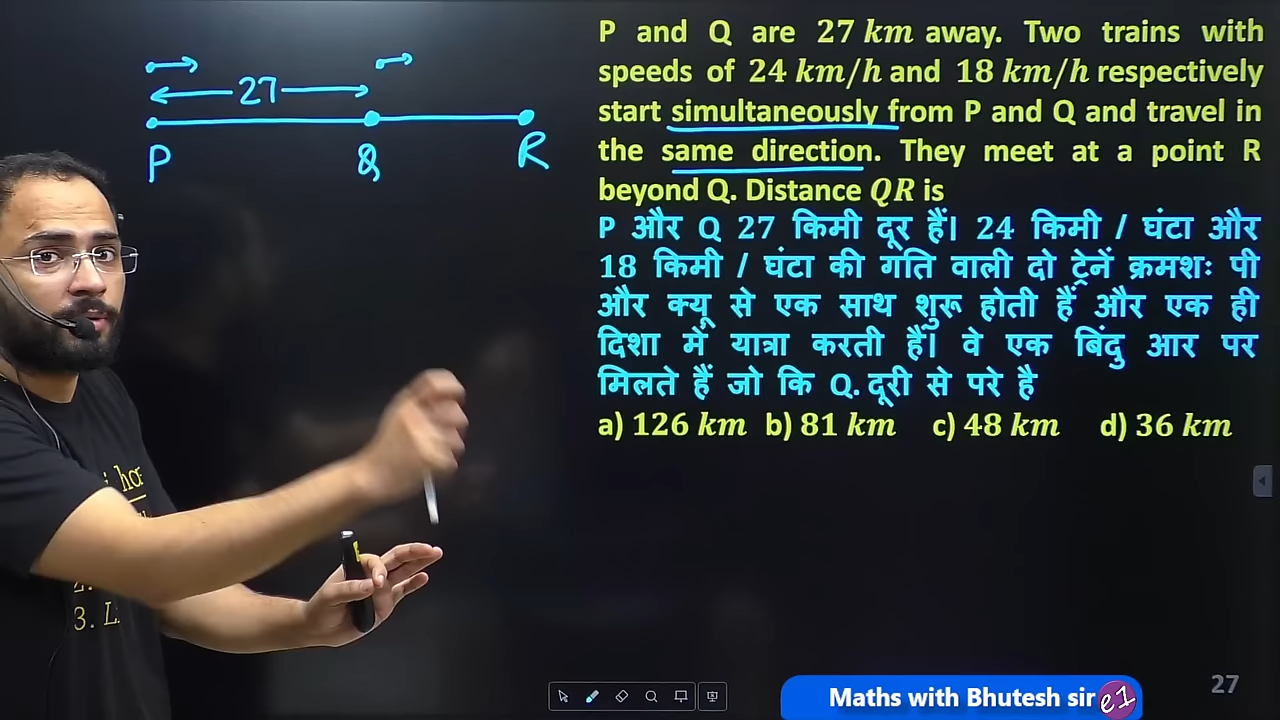 P and Q are 27 km away. Two trains with
speeds of 24 km/h and 18 km/h respectively
start simultaneously from P and Q and travel in
the same direction. They meet at a point R
beyond Q. Distance QR is
P और Q 27 किमी दूर हैं। 24 किमी / घंटा और
18 किमी / घंटा की गति वाली दो ट्रेनें क्रमशः पी
और क्यू से एक साथ शुरू होती हैं और एक ही
दिशा में यात्रा करती हैं। वे एक बिंदु आर पर
मिलते हैं जो कि Q. दूरी से परे है
a) 126 km b) 81 km c) 48 km d) 36 km
27
P Q R
3.
27
Maths with Bhutesh sir e1